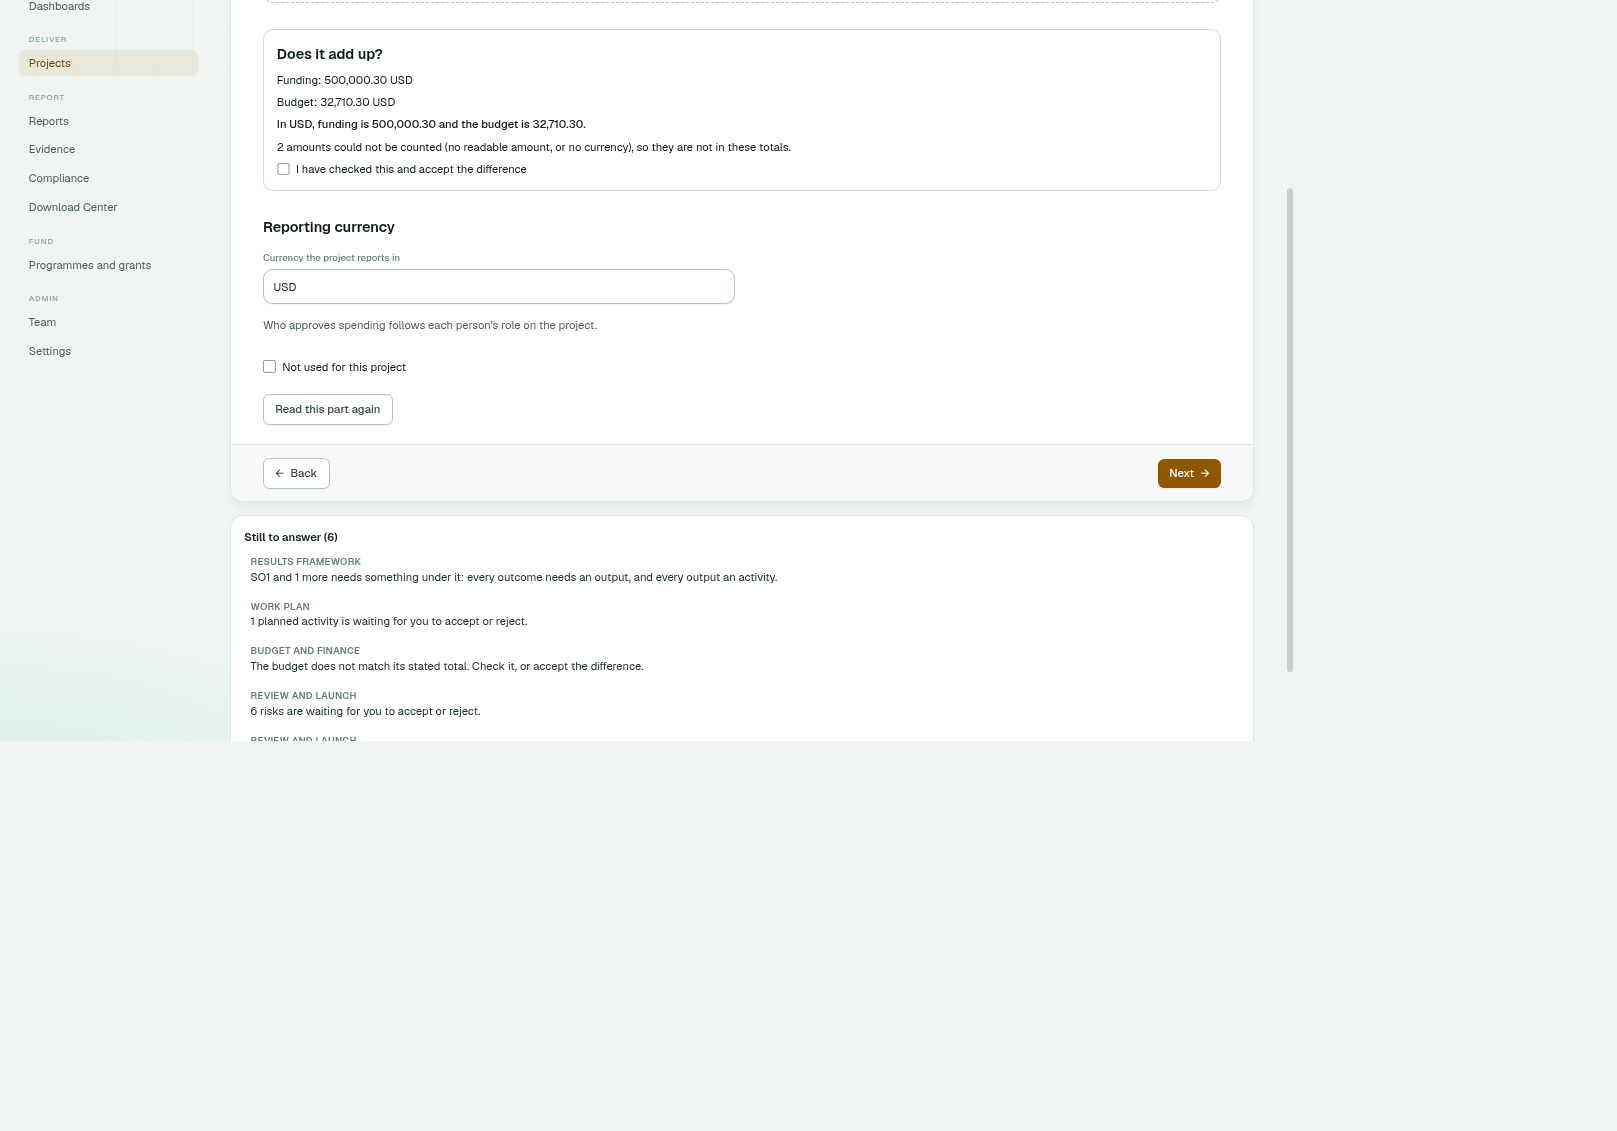 Dashboards
DELIVER
Projects
REPORT
Reports
Evidence
Compliance
Download Center
FUND
Programmes and grants
ADMIN
Team
Settings
Does it add up?
Funding: 500,000.30 USD
Budget: 32,710.30 USD
In USD, funding is 500,000.30 and the budget is 32,710.30.
2 amounts could not be counted (no readable amount, or no currency), so they are not in these totals.
I have checked this and accept the difference
Reporting currency
Currency the project reports in
USD
Who approves spending follows each person's role on the project.
Not used for this project
Read this part again
← Back
Next →
Still to answer (6)
RESULTS FRAMEWORK
SO1 and 1 more needs something under it: every outcome needs an output, and every output an activity.
WORK PLAN
1 planned activity is waiting for you to accept or reject.
BUDGET AND FINANCE
The budget does not match its stated total. Check it, or accept the difference.
REVIEW AND LAUNCH
6 risks are waiting for you to accept or reject.
REVIEW AND LAUNCH